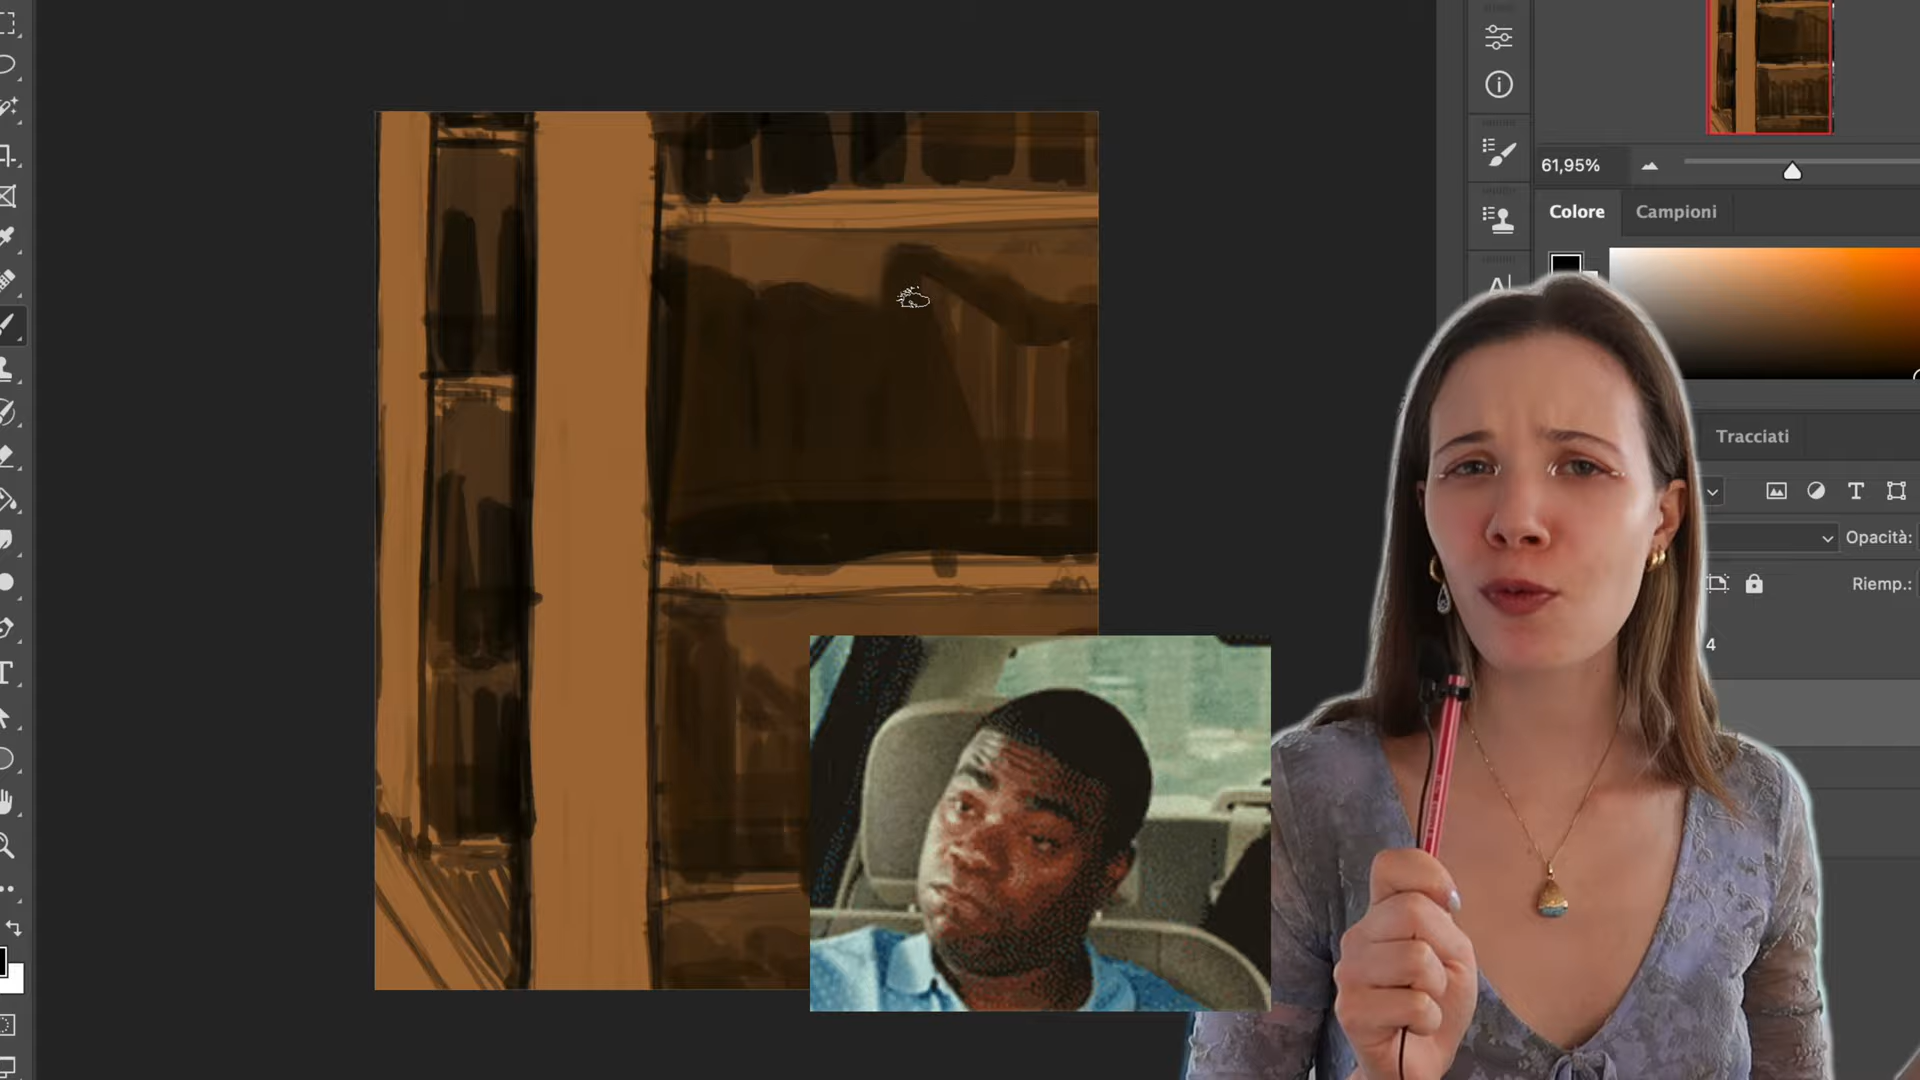 61,95%
Colore
Campioni
Tracciati
Opacità:
Riemp.:
4